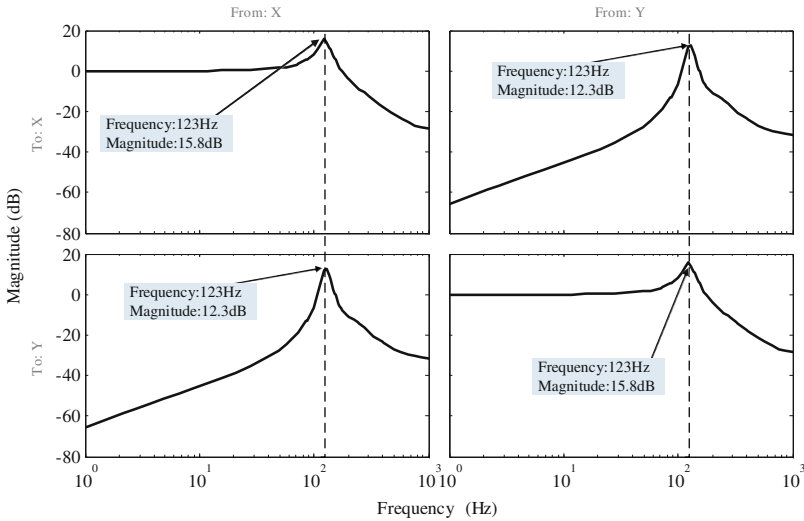 From: X
From: Y
20
0
-20
-40
-60
-80
To: X
Frequency:123Hz
Magnitude:15.8dB
Frequency:123Hz
Magnitude:12.3dB
Magnitude (dB)
20
0
-20
-40
-60
-80
To: Y
Frequency:123Hz
Magnitude:12.3dB
Frequency:123Hz
Magnitude:15.8dB
10^0 10^1 10^2 10^3 10^0 10^1 10^2 10^3
Frequency (Hz)